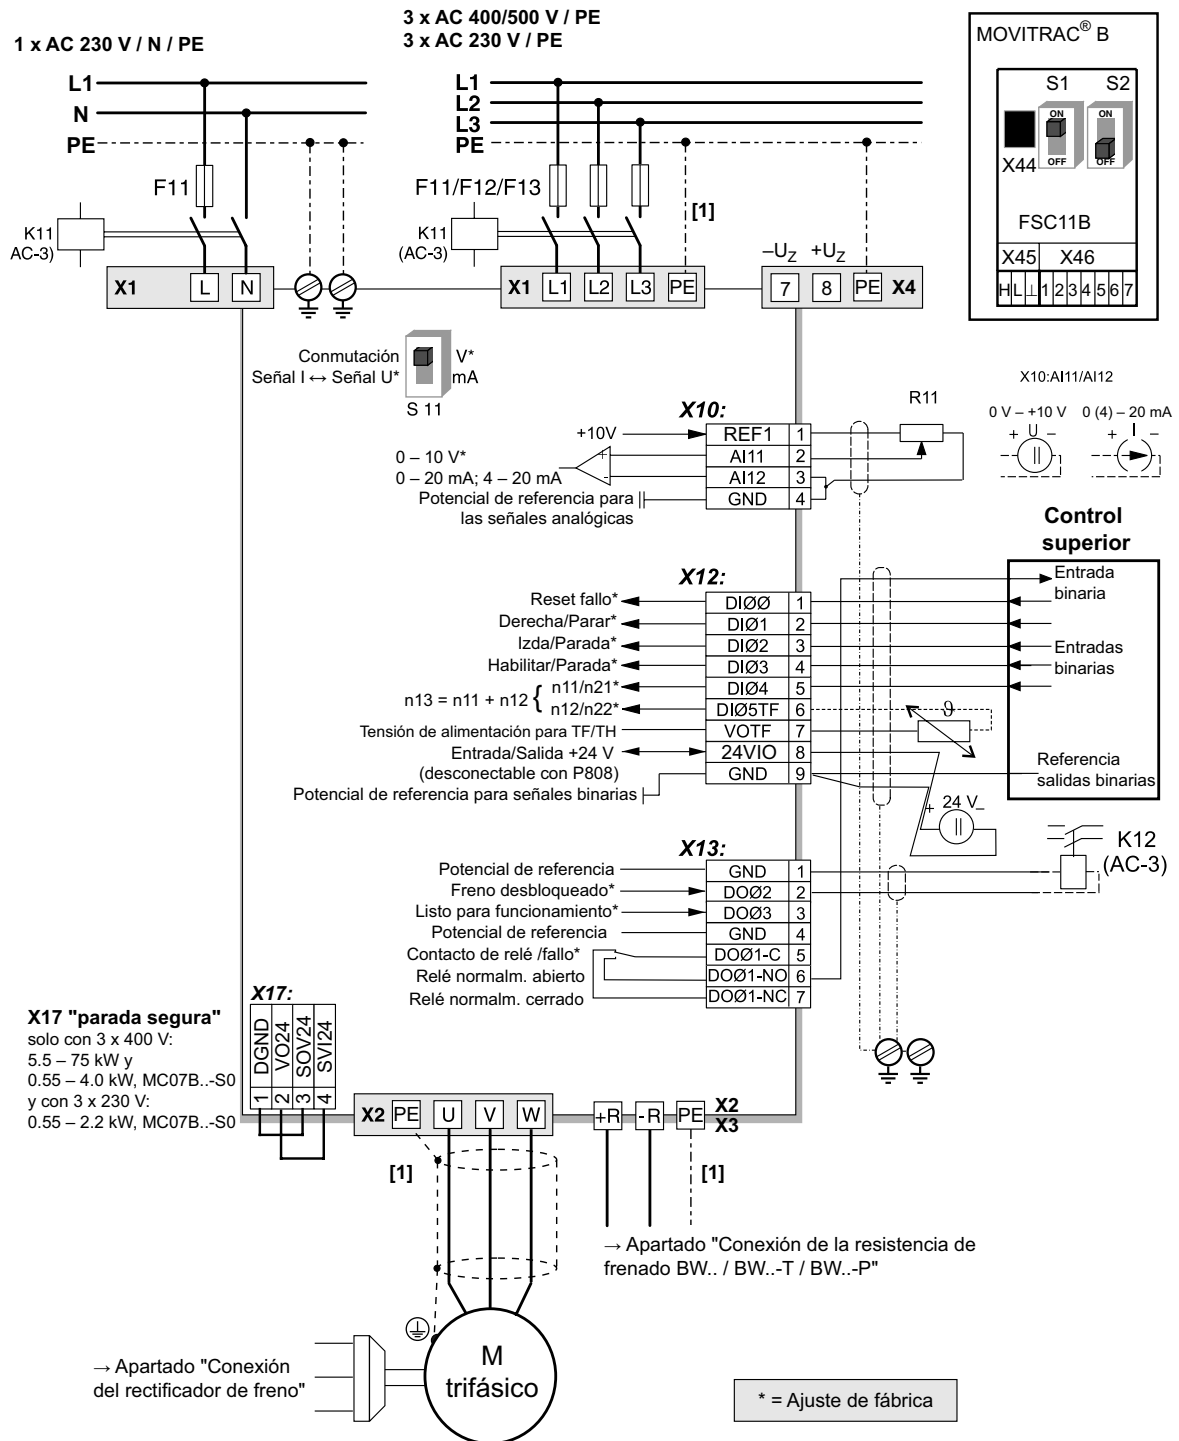 3 x AC 400/500 V / PE
3 x AC 230 V / PE
1 x AC 230 V / N / PE
L1
N
PE
F11
K11
AC-3)
X1
L
N
L1
L2
L3
PE
F11/F12/F13
[1]
K11
(AC-3)
X1
L1
L2
L3
PE
–UZ
+UZ
7
8
PE
X4
MOVITRAC® B
S1
S2
ON
OFF
ON
OFF
X44
FSC11B
X45
X46
H L ⊥ 1 2 3 4 5 6 7
Conmutación
Señal I ↔ Señal U*
V*
mA
S 11
X10:AI11/AI12
0 V – +10 V
0 (4) – 20 mA
+ U –
+ I –
R11
X10:
+10V
REF1 1
0 – 10 V*
AI11 2
0 – 20 mA; 4 – 20 mA
+
-
AI12 3
Potencial de referencia para
las señales analógicas
GND 4
Control
superior
Entrada
binaria
Entradas
binarias
Referencia
salidas binarias
X12:
Reset fallo*
DIØØ 1
Derecha/Parar*
DIØ1 2
Izda/Parada*
DIØ2 3
Habilitar/Parada*
DIØ3 4
n13 = n11 + n12 {
n11/n21*
DIØ4 5
n12/n22*
DIØ5TF 6
ϑ
Tensión de alimentación para TF/TH
VOTF 7
Entrada/Salida +24 V
(desconectable con P808)
24VIO 8
Potencial de referencia para señales binarias
GND 9
+ 24 V –
K12
(AC-3)
X13:
Potencial de referencia
GND 1
Freno desbloqueado*
DOØ2 2
Listo para funcionamiento*
DOØ3 3
Potencial de referencia
GND 4
Contacto de relé /fallo*
DOØ1-C 5
Relé normalm. abierto
DOØ1-NO 6
Relé normalm. cerrado
DOØ1-NC 7
X17 "parada segura"
solo con 3 x 400 V:
5.5 – 75 kW y
0.55 – 4.0 kW, MC07B..-S0
y con 3 x 230 V:
0.55 – 2.2 kW, MC07B..-S0
X17:
1 DGND
2 VO24
3 SOV24
4 SVI24
X2
PE
U
V
W
+R
-R
PE
X2
X3
[1]
[1]
→ Apartado "Conexión de la resistencia de
frenado BW.. / BW..-T / BW..-P"
→ Apartado "Conexión
del rectificador de freno"
M
trifásico
* = Ajuste de fábrica